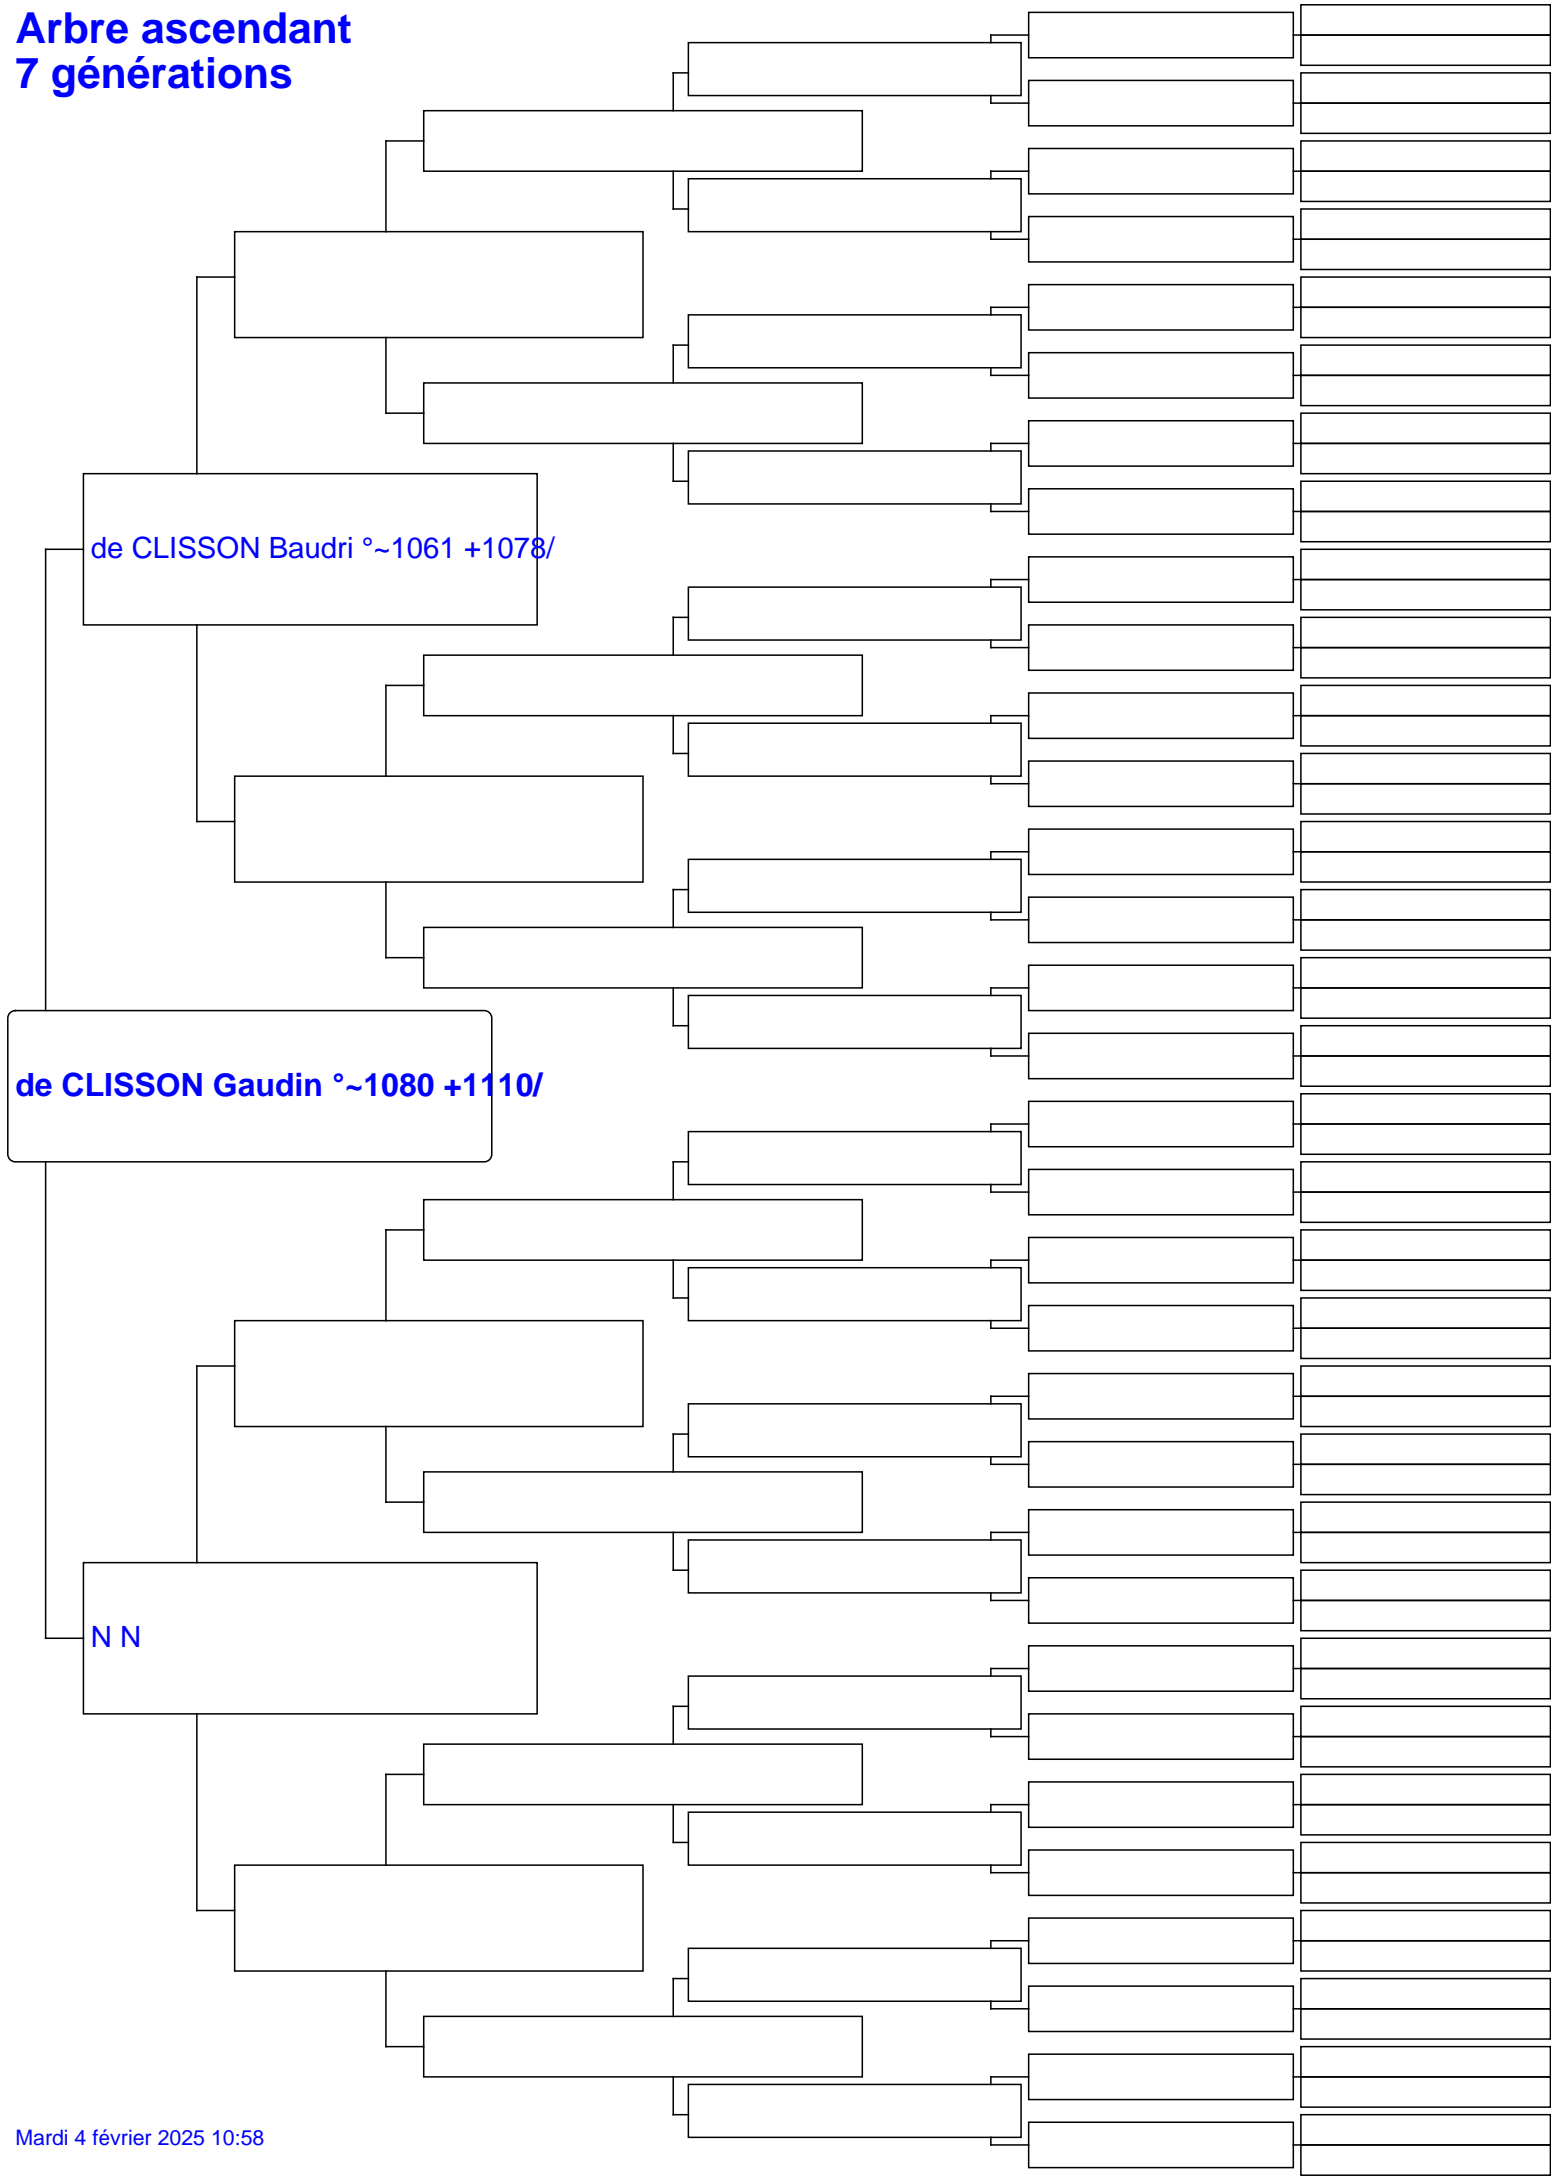 Arbre ascendant
7 générations
de CLISSON Baudri °~1061 +1078/
de CLISSON Gaudin °~1080 +1110/
N N
Mardi 4 février 2025 10:58